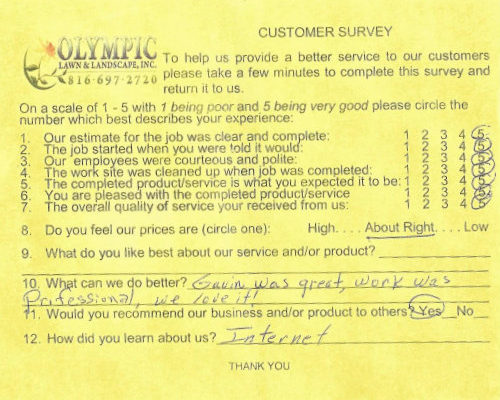 CUSTOMER SURVEY
OLYMPIC
LAWN & LANDSCAPE, INC.
816-697-2720
To help us provide a better service to our customers
please take a few minutes to complete this survey and
return it to us.
On a scale of 1 - 5 with 1 being poor and 5 being very good please circle the
number which best describes your experience:
1. Our estimate for the job was clear and complete: 1 2 3 4 5
2. The job started when you were told it would: 1 2 3 4 5
3. Our employees were courteous and polite: 1 2 3 4 5
4. The work site was cleaned up when job was completed: 1 2 3 4 5
5. The completed product/service is what you expected it to be: 1 2 3 4 5
6. You are pleased with the completed product/service 1 2 3 4 5
7. The overall quality of service your received from us: 1 2 3 4 5
8. Do you feel our prices are (circle one): High. . . . About Right. . . . Low
9. What do you like best about our service and/or product?
10. What can we do better? Gavin was great, work was
Professional, we love it!
11. Would you recommend our business and/or product to others? Yes__No__
12. How did you learn about us? Internet
THANK YOU